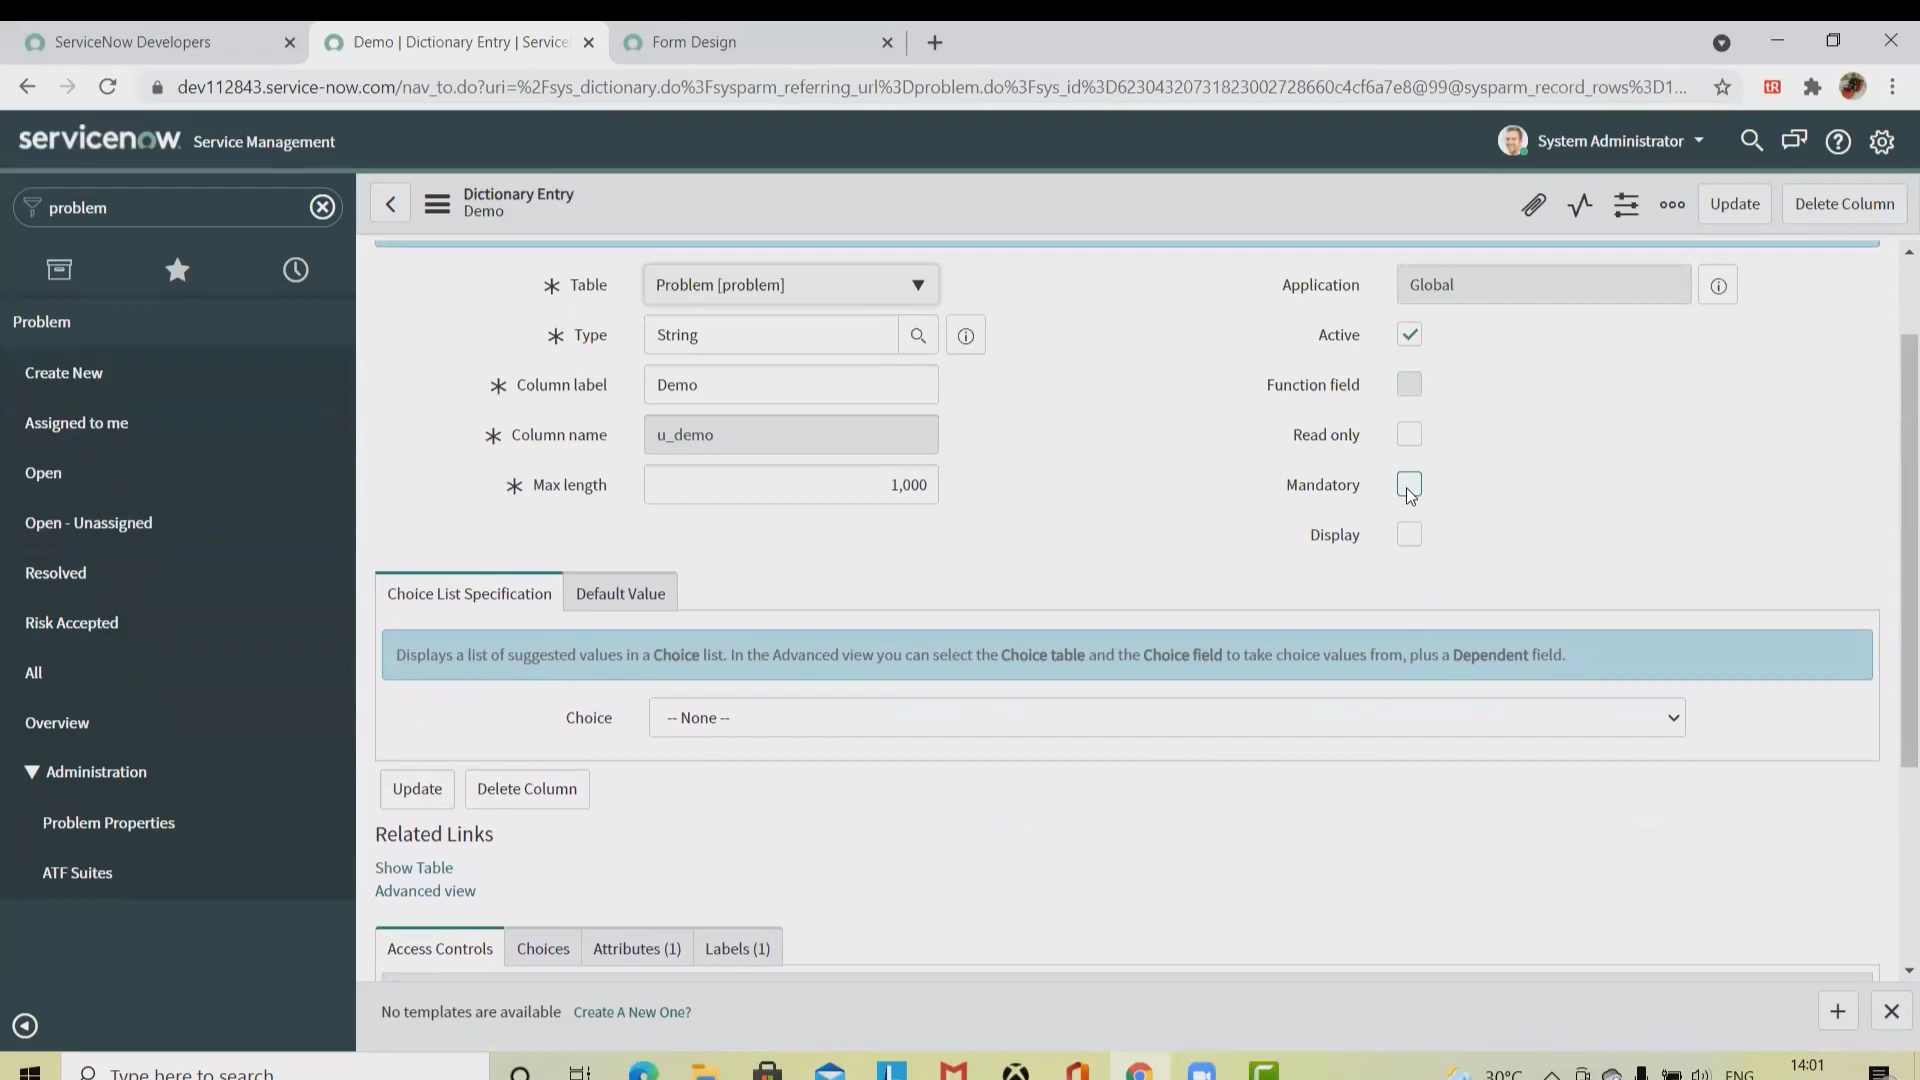 ServiceNow Developers
Demo | Dictionary Entry | Service
Form Design
dev112843.service-now.com/nav_to.do?uri=%2Fsys_dictionary.do%3Fsysparm_referring_url%3Dproblem.do%3Fsys_id%3D62304320731823002728660c4cf6a7e8@99@sysparm_record_rows%3D1...
servicenow Service Management
System Administrator
problem
Dictionary Entry
Demo
Update
Delete Column
Problem
Create New
Assigned to me
Open
Open - Unassigned
Resolved
Risk Accepted
All
Overview
Administration
Problem Properties
ATF Suites
Table Problem [problem]
Type String
Column label Demo
Column name u_demo
Max length 1,000
Application Global
Active
Function field
Read only
Mandatory
Display
Choice List Specification
Default Value
Displays a list of suggested values in a Choice list. In the Advanced view you can select the Choice table and the Choice field to take choice values from, plus a Dependent field.
Choice -- None --
Update
Delete Column
Related Links
Show Table
Advanced view
Access Controls
Choices
Attributes (1)
Labels (1)
No templates are available Create A New One?
Type here to search
30°C
ENG
14:01